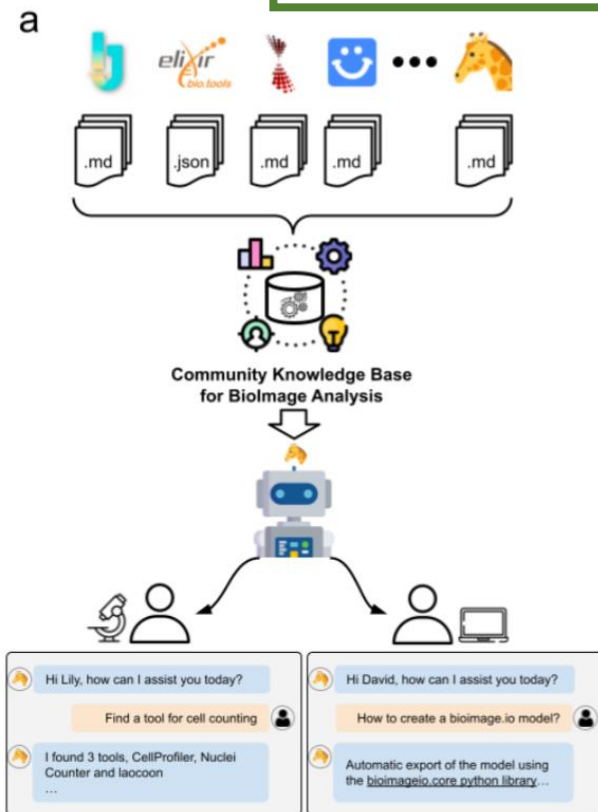 a
elixir
bio.tools
.md
.json
.md
.md
.md
Community Knowledge Base
for BioImage Analysis
Hi Lily, how can I assist you today?
Find a tool for cell counting
I found 3 tools, CellProfiler, Nuclei
Counter and laocoon
...
Hi David, how can I assist you today?
How to create a bioimage.io model?
Automatic export of the model using
the bioimageio.core python library...